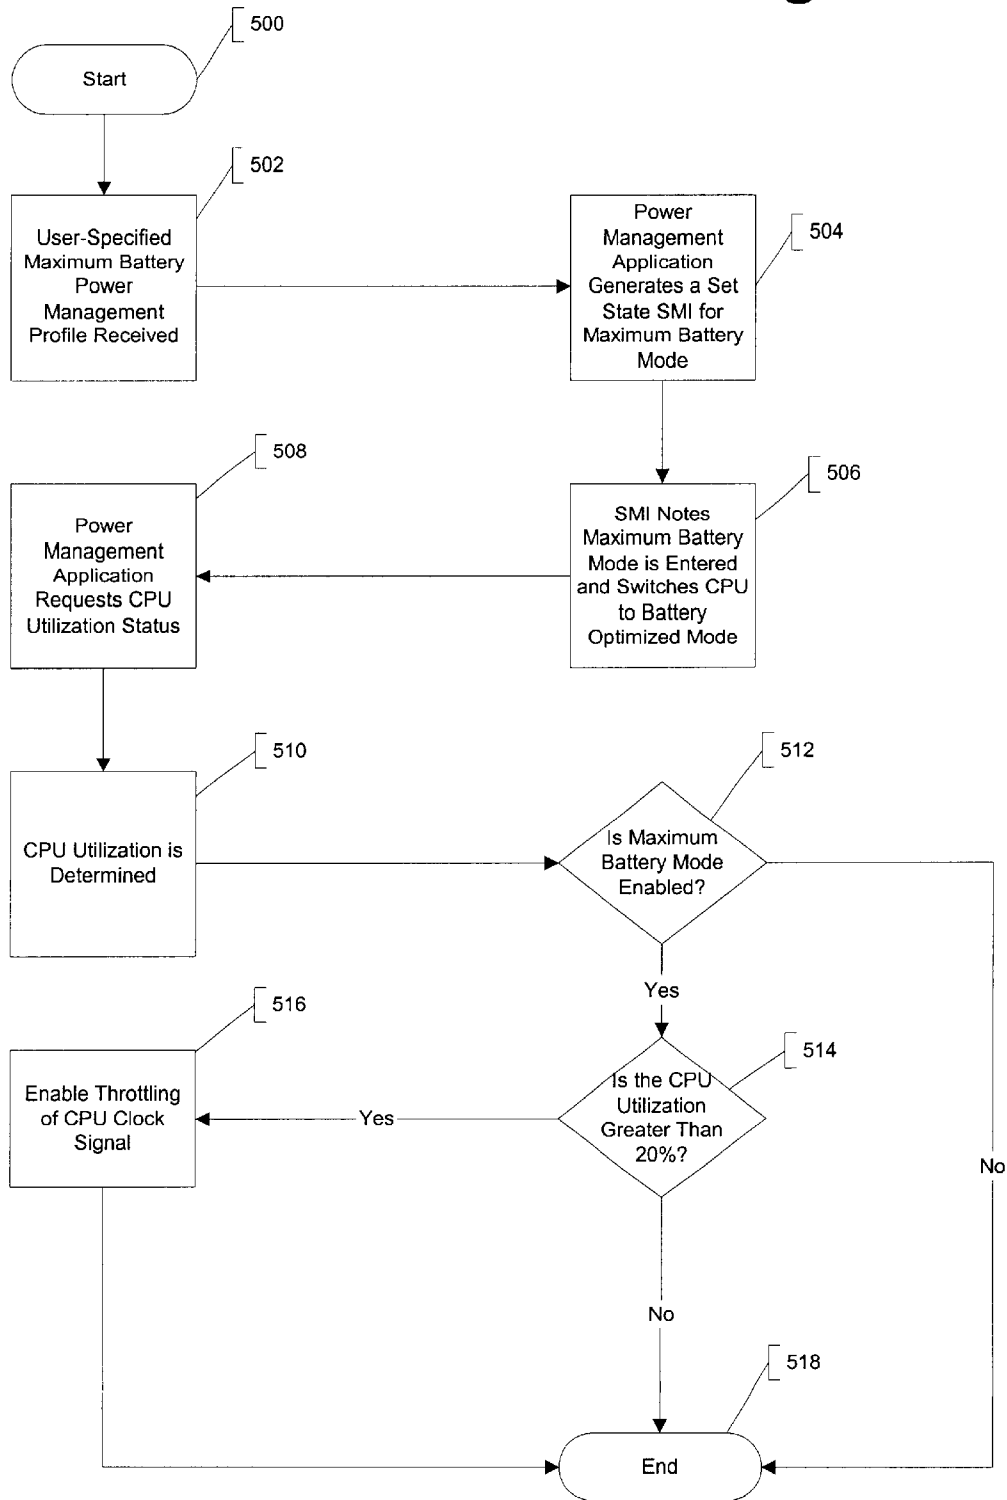 500
Start
502
User-Specified
Maximum Battery
Power
Management
Profile Received
Power
Management
Application
Generates a Set
State SMI for
Maximum Battery
Mode
504
508
Power
Management
Application
Requests CPU
Utilization Status
506
SMI Notes
Maximum Battery
Mode is Entered
and Switches CPU
to Battery
Optimized Mode
510
CPU Utilization is
Determined
512
Is Maximum
Battery Mode
Enabled?
Yes
516
Enable Throttling
of CPU Clock
Signal
Yes
514
Is the CPU
Utilization
Greater Than
20%?
No
No
518
End